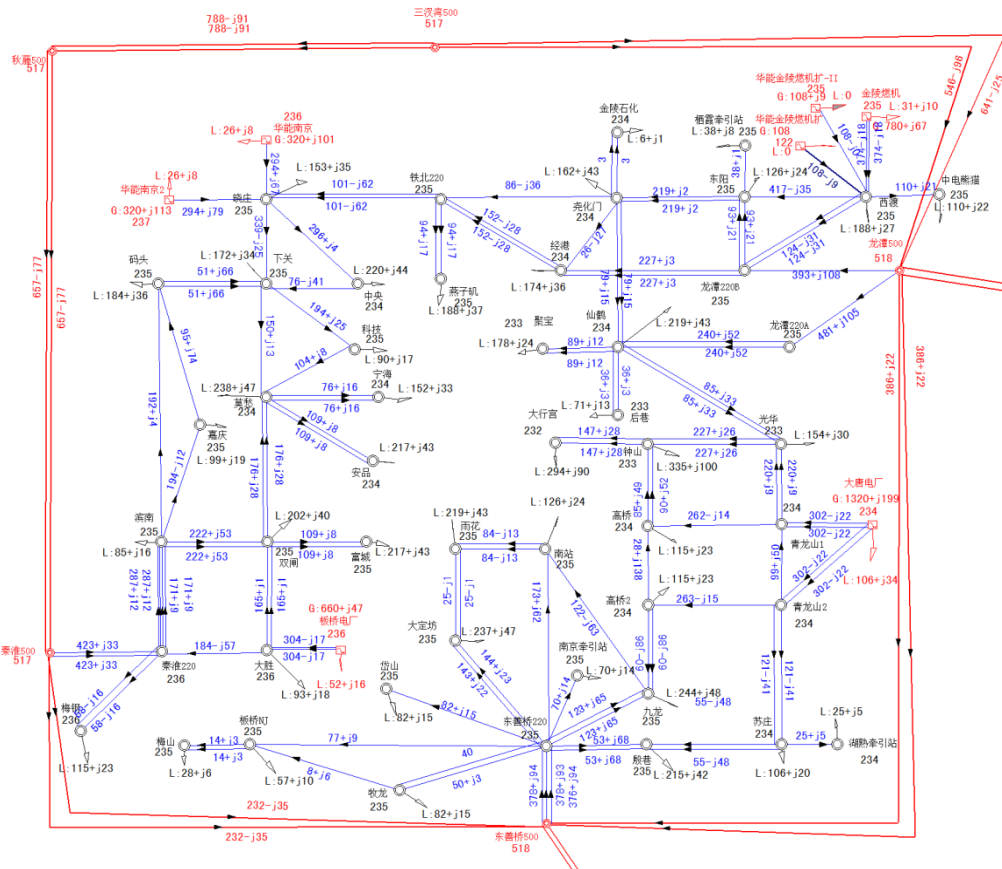 788-j91
788-j91
三汊湾500
517
秋藤500
517
546-j96
641-j25
华能金陵燃机扩-II
235
G:108+j9
L:0
金陵燃机
235
L:31+j10
G:780+j67
华能金陵燃机扩
G:108
122
L:0
108-j9
108-j9
374-j18
378-j18
236
华能南京
L:26+j8
G:320+j101
294+j67
金陵石化
234
L:6+j1
3
3
栖霞牵引站
L:38+j8
235
38+j1
L:26+j8
华能南京2
G:320+j113
237
294+j79
晓庄
235
L:153+j35
101-j62
101-j62
铁北220
235
86-j36
L:162+j43
尧化门
234
219+j2
219+j2
东阳
235
L:126+j24
417-j35
西渡
235
L:188+j27
110+j21
中电熊猫
235
L:110+j22
339-j25
296+j4
94+j17
94+j17
152-j28
152-j28
26-j27
经港
234
L:174+j36
93+j21
93+j21
124-j31
124-j31
龙潭500
518
码头
235
L:184+j36
51+j66
51+j66
L:172+j34
下关
235
76-j41
L:220+j44
中央
234
燕子矶
235
L:188+j37
227+j3
227+j3
龙潭220B
235
393+j108
79+j15
79+j15
657-j77
657-j77
95+j74
150+j13
194+j25
科技
235
L:90+j17
104+j8
233
聚宝
L:178+j24
89+j12
89+j12
仙鹤
234
L:219+j43
240+j52
240+j52
龙潭220A
235
481+j105
386+j22
386+j22
192+j4
L:238+j47
莫愁
234
76+j16
76+j16
宁海
234
L:152+j33
36+j3
36+j3
L:71+j13
233
后巷
85+j33
85+j33
嘉庆
235
L:99+j19
194-j12
176+j28
176+j28
109+j8
109+j8
安品
234
L:217+j43
大行宫
232
147+j28
147+j28
L:294+j90
钟山
233
227+j26
227+j26
L:335+j100
光华
233
L:154+j30
85+j49
90+j52
220+j9
220+j9
大唐电厂
G:1320+j199
234
L:106+j34
滨南
235
L:85+j16
222+j53
222+j53
L:202+j40
235
双闸
109+j8
109+j8
富城
235
L:217+j43
L:219+j43
雨花
235
84-j13
84-j13
L:126+j24
南站
235
高桥
234
L:115+j23
262-j14
234
青龙山1
302-j22
302-j22
302-j22
302-j22
287+j12
287+j12
171+j9
171+j9
25-j1
173+j62
122-j63
28+j138
高桥2
234
L:115+j23
263-j15
青龙山2
234
大定坊
235
L:237+j47
144+j23
143+j22
60-j86
60-j86
121-j41
121-j41
秦淮500
517
423+j33
423+j33
秦淮220
236
184-j57
大胜
236
L:93+j18
G:660+j47
板桥电厂
236
304-j17
304-j17
L:52+j16
58-j16
梅钢
236
L:115+j23
岱山
235
L:82+j15
82+j15
南京牵引站
235
L:70+j14
70+j14
123+j65
123+j65
L:244+j48
九龙
235
55-j48
梅山
235
L:28+j6
14+j3
14+j3
板桥NJ
235
L:57+j10
77+j9
8+j6
牧龙
235
L:82+j15
40
50+j3
东善桥220
235
53+j68
53+j68
殷巷
235
L:215+j42
55-j48
苏庄
234
L:106+j20
25+j5
L:25+j5
湖熟牵引站
234
378+j94
378+j93
376+j94
232-j35
232-j35
东善桥500
518